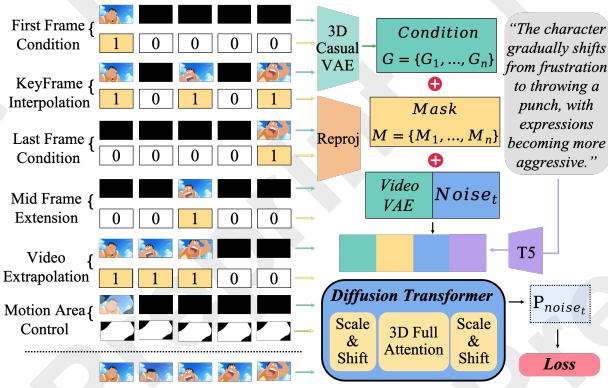 First Frame
Condition
1 0 0 0 0
KeyFrame
Interpolation
1 0 1 0 1
Last Frame
Condition
0 0 0 0 1
Mid Frame
Extension
0 0 1 0 0
Video
Extrapolation
1 1 1 0 0
Motion Area
Control
3D
Casual
VAE
Reproj
Condition
G = {G₁, ..., Gₙ}
Mask
M = {M₁, ..., Mₙ}
Video
VAE
Noiseₜ
“The character
gradually shifts
from frustration
to throwing a
punch, with
expressions
becoming more
aggressive.”
T5
Diffusion Transformer
Scale
&
Shift
3D Full
Attention
Scale
&
Shift
Pₙₒᵢₛₑₜ
Loss
Preprint